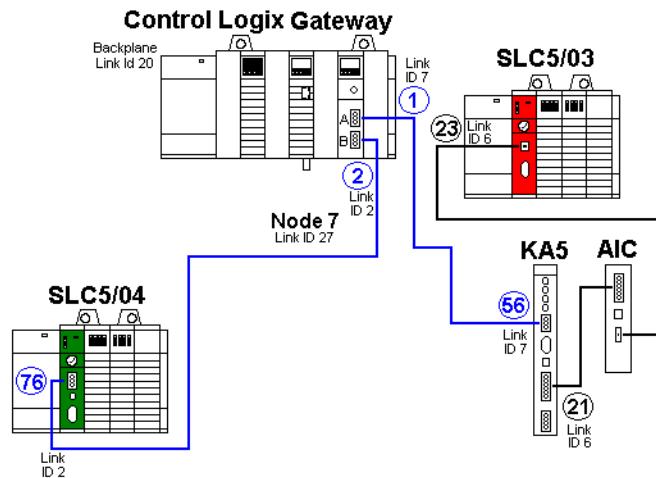 Control Logix Gateway
Backplane
Link Id 20
Link
ID 7
1
A
B
2
Link
ID 2
Node 7
Link ID 27
SLC5/03
23
Link
ID 6
KA5
AIC
56
Link
ID 7
21
Link
ID 6
SLC5/04
76
Link
ID 2